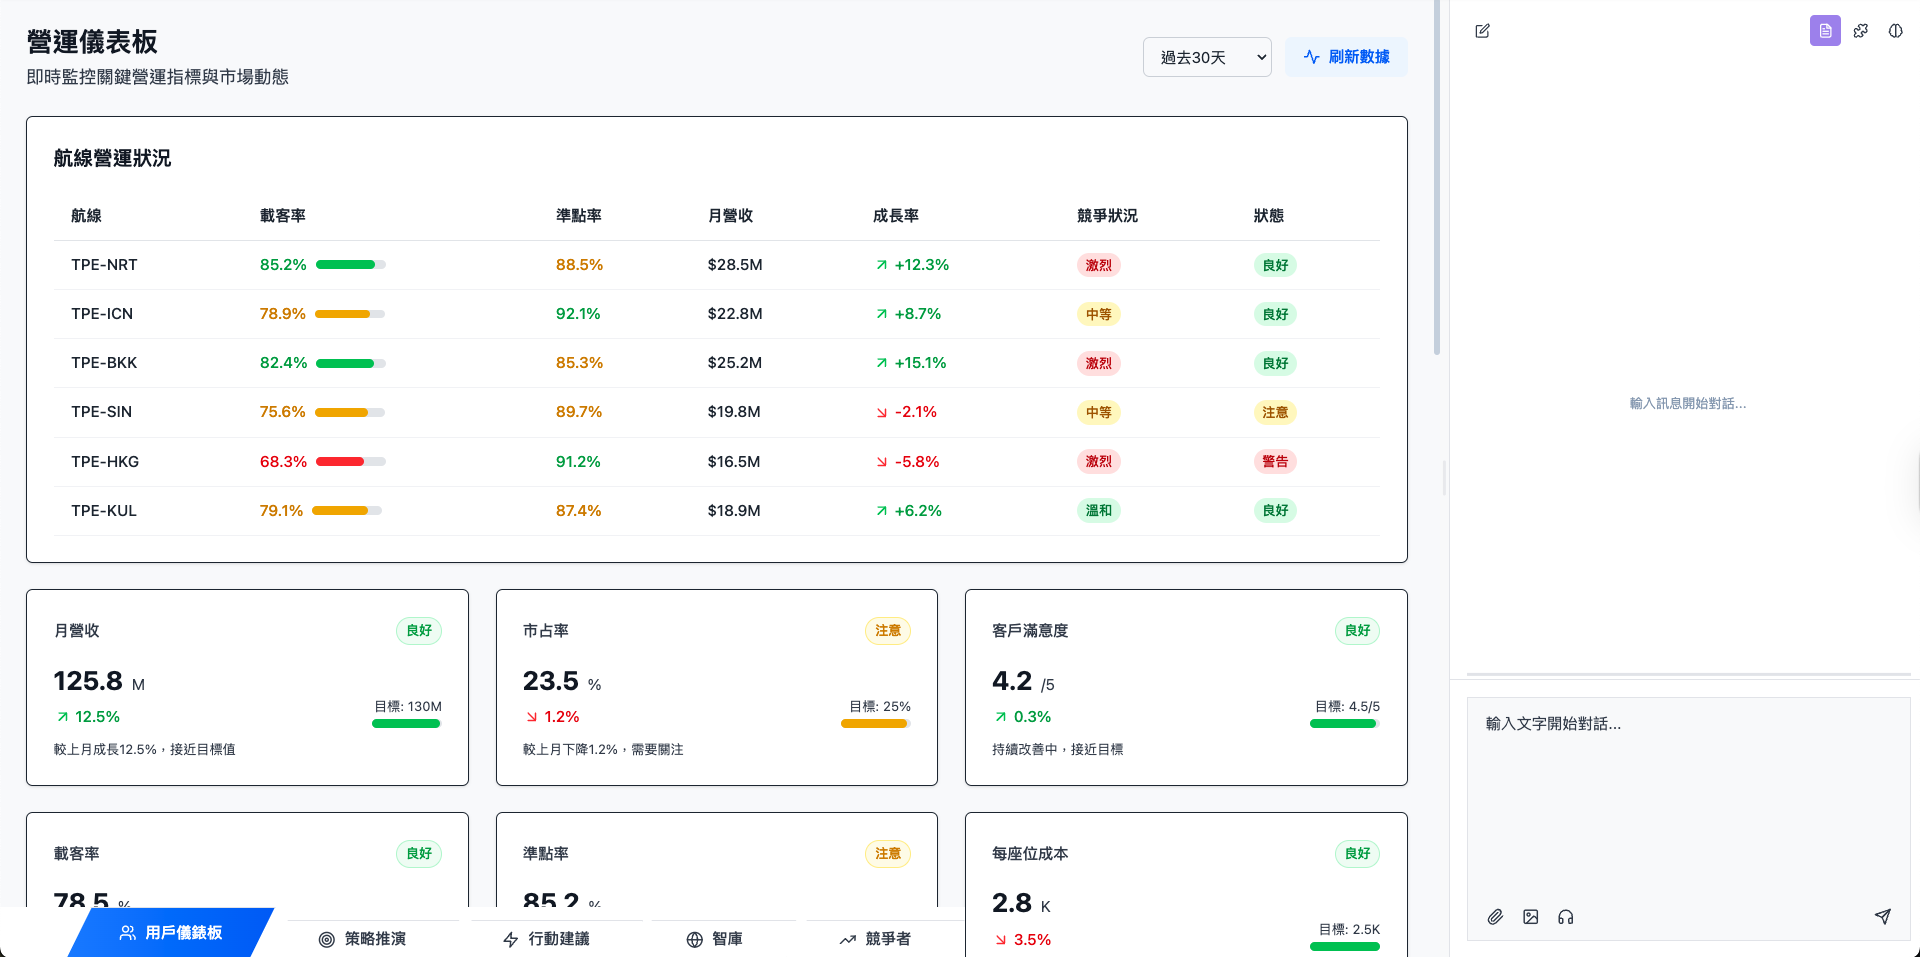 營運儀表板
即時監控關鍵營運指標與市場動態
過去30天
刷新數據
航線營運狀況
航線 載客率 準點率 月營收 成長率 競爭狀況 狀態
TPE-NRT 85.2% 88.5% $28.5M +12.3% 激烈 良好
TPE-ICN 78.9% 92.1% $22.8M +8.7% 中等 良好
TPE-BKK 82.4% 85.3% $25.2M +15.1% 激烈 良好
TPE-SIN 75.6% 89.7% $19.8M -2.1% 中等 注意
TPE-HKG 68.3% 91.2% $16.5M -5.8% 激烈 警告
TPE-KUL 79.1% 87.4% $18.9M +6.2% 溫和 良好
月營收 良好
125.8 M
目標: 130M
12.5%
較上月成長12.5%，接近目標值
市占率 注意
23.5 %
目標: 25%
1.2%
較上月下降1.2%，需要關注
客戶滿意度 良好
4.2 /5
目標: 4.5/5
0.3%
持續改善中，接近目標
載客率 良好
78.5 %
準點率 注意
85.2 %
每座位成本 良好
2.8 K
目標: 2.5K
3.5%
用戶儀錶板
策略推演
行動建議
智庫
競爭者
輸入訊息開始對話...
輸入文字開始對話...